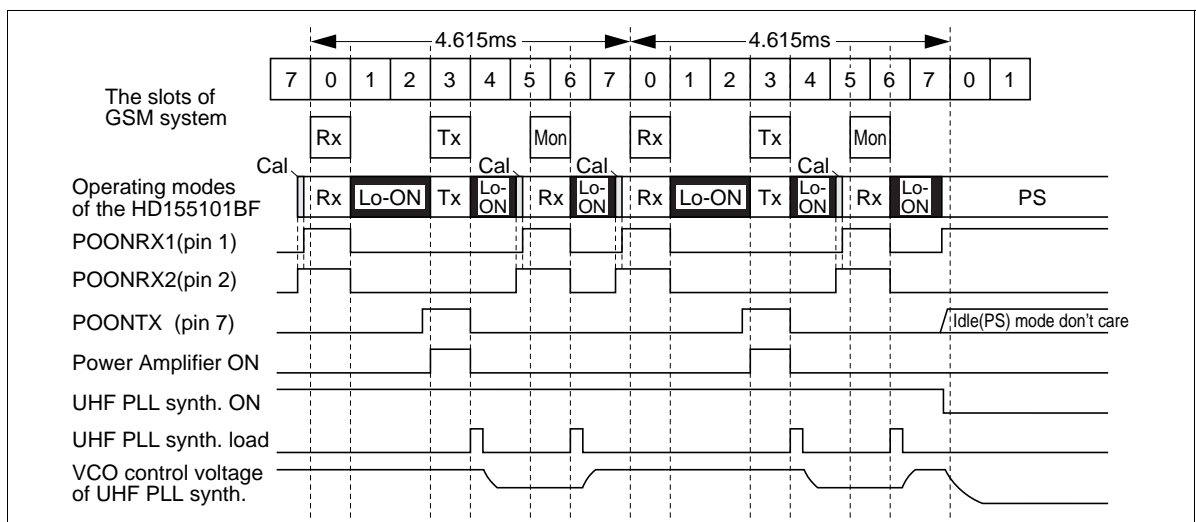 4.615ms 4.615ms
The slots of
GSM system
7 0 1 2 3 4 5 6 7 0 1 2 3 4 5 6 7 0 1
Rx Tx Mon Rx Tx Mon
Cal Cal Cal Cal
Operating modes
of the HD155101BF
Rx Lo-ON Tx Lo-
ON Rx Lo-
ON Rx Lo-ON Tx Lo-
ON Rx Lo-
ON PS
POONRX1(pin 1)
POONRX2(pin 2)
POONTX (pin 7)
Idle(PS) mode don't care
Power Amplifier ON
UHF PLL synth. ON
UHF PLL synth. load
VCO control voltage
of UHF PLL synth.